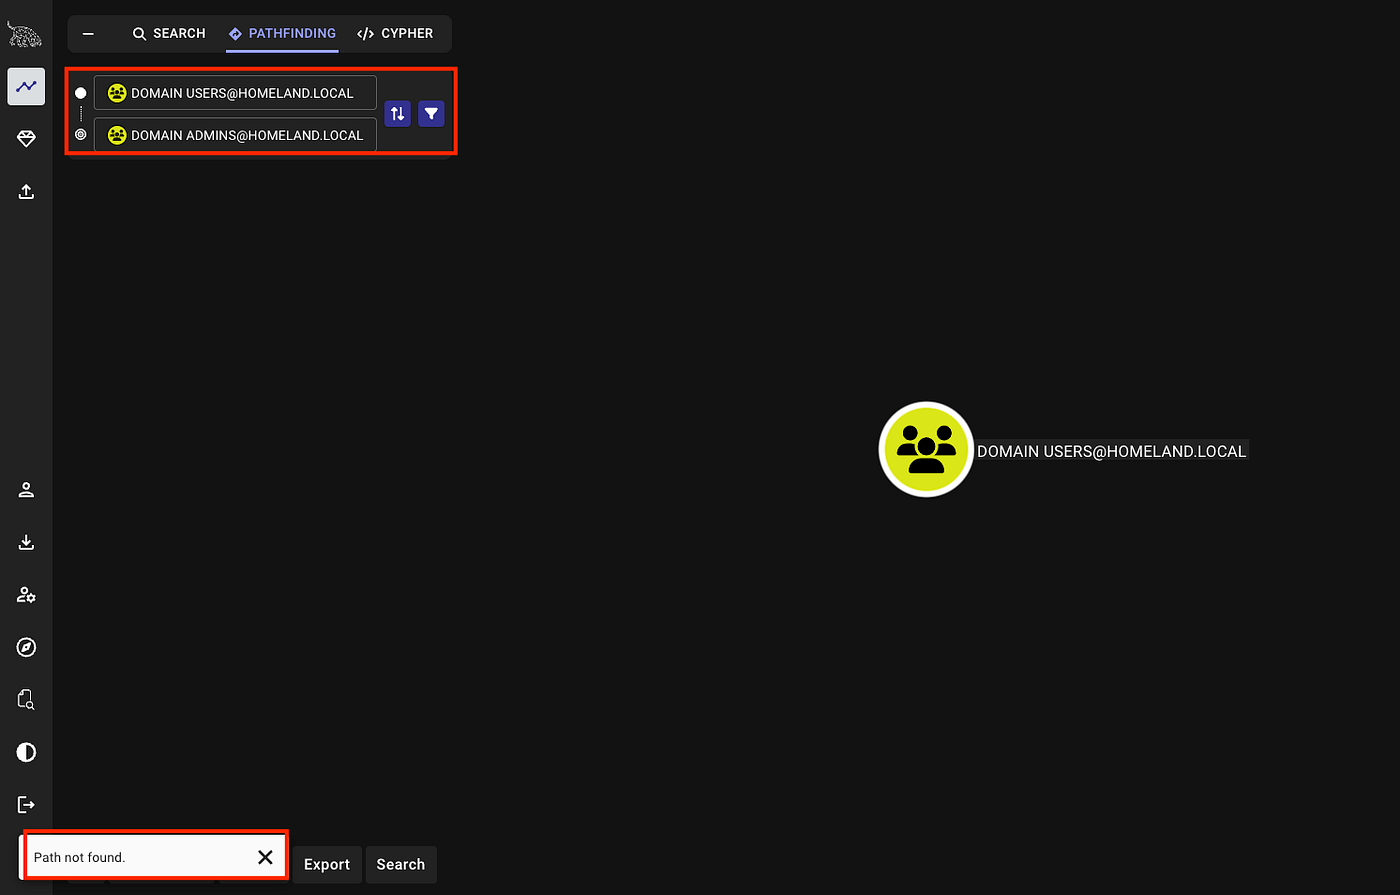 SEARCH
PATHFINDING
CYPHER
DOMAIN USERS@HOMELAND.LOCAL
DOMAIN ADMINS@HOMELAND.LOCAL
DOMAIN USERS@HOMELAND.LOCAL
Path not found.
Export
Search